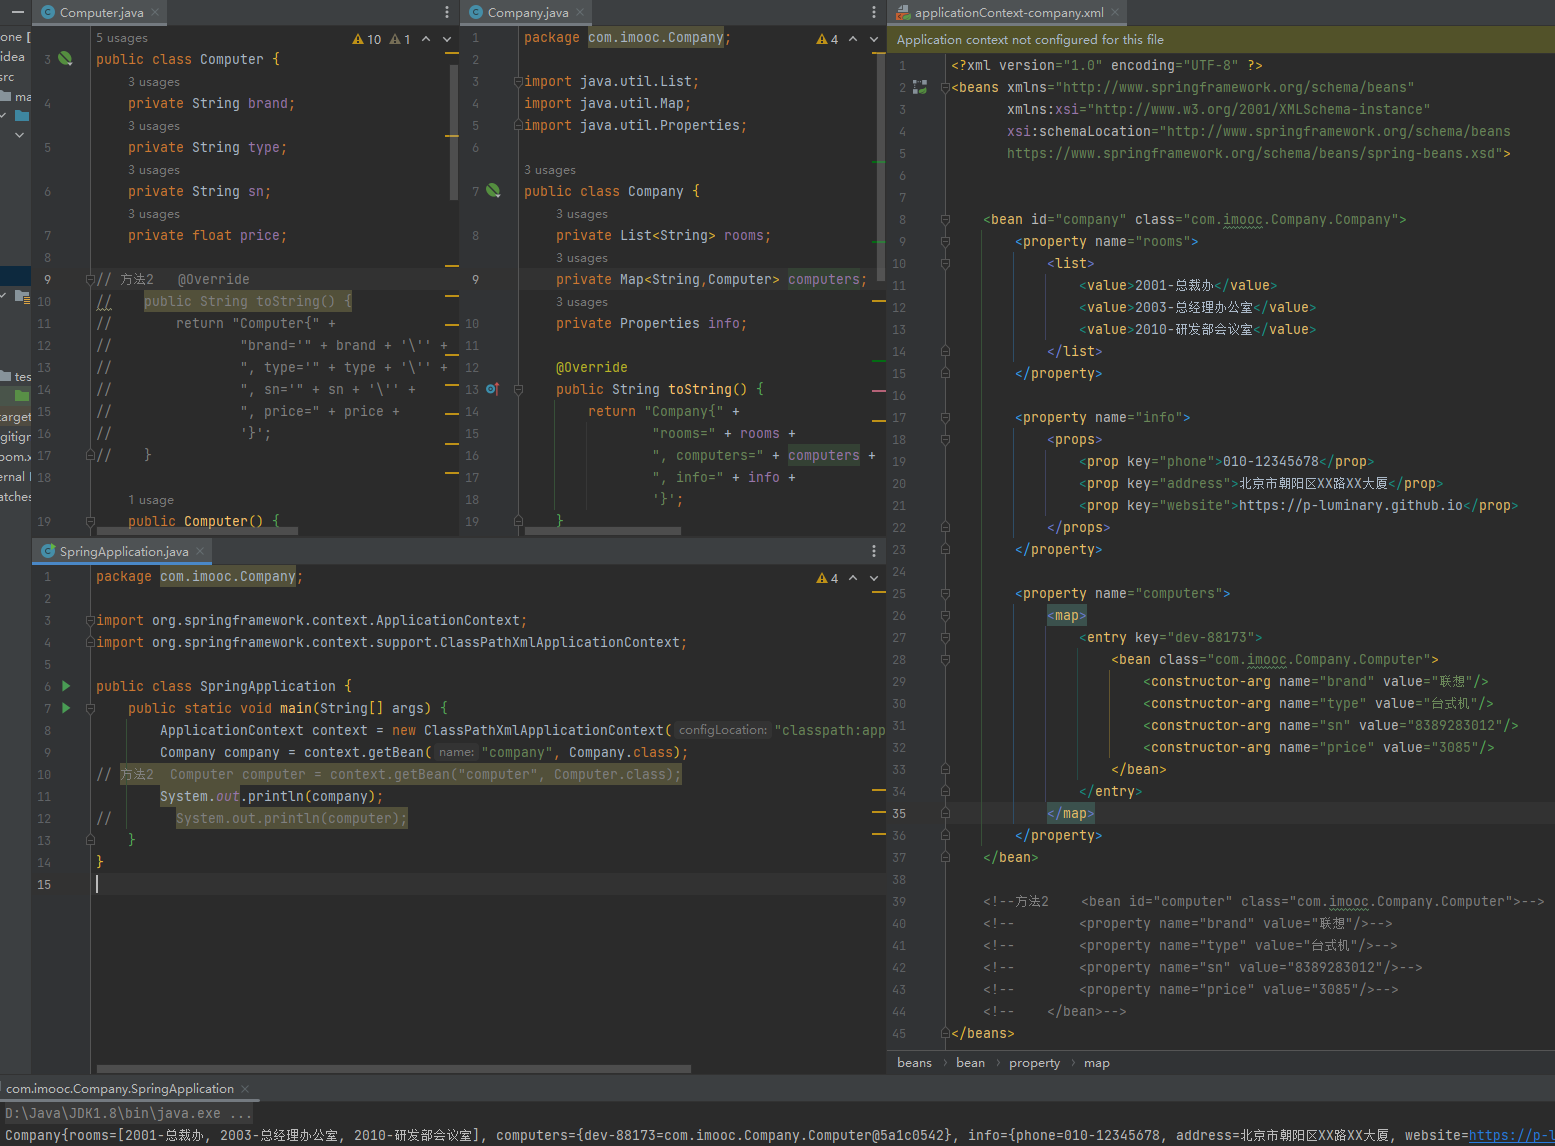 Computer.java
5 usages
10 1
3 public class Computer {
3 usages
4 private String brand;
3 usages
5 private String type;
3 usages
6 private String sn;
3 usages
7 private float price;
8
9 // 方法2 @Override
10 // public String toString() {
11 // return "Computer{" +
12 // "brand='" + brand + '\'' +
13 // ", type='" + type + '\'' +
14 // ", sn='" + sn + '\'' +
15 // ", price=" + price +
16 // '}';
17 // }
18
1 usage
19 public Computer() {
Company.java
4
1 package com.imooc.Company;
2
3 import java.util.List;
4 import java.util.Map;
5 import java.util.Properties;
6
3 usages
7 public class Company {
3 usages
8 private List<String> rooms;
3 usages
9 private Map<String,Computer> computers;
3 usages
10 private Properties info;
11
12 @Override
13 public String toString() {
14 return "Company{" +
15 "rooms=" + rooms +
16 ", computers=" + computers +
17 ", info=" + info +
18 '}';
19 }
SpringApplication.java
4
1 package com.imooc.Company;
2
3 import org.springframework.context.ApplicationContext;
4 import org.springframework.context.support.ClassPathXmlApplicationContext;
5
6 public class SpringApplication {
7 public static void main(String[] args) {
8 ApplicationContext context = new ClassPathXmlApplicationContext( configLocation: "classpath:app
9 Company company = context.getBean( name: "company", Company.class);
10 // 方法2 Computer computer = context.getBean("computer", Computer.class);
11 System.out.println(company);
12 // System.out.println(computer);
13 }
14 }
15
applicationContext-company.xml
Application context not configured for this file
1 <?xml version="1.0" encoding="UTF-8" ?>
2 <beans xmlns="http://www.springframework.org/schema/beans"
3 xmlns:xsi="http://www.w3.org/2001/XMLSchema-instance"
4 xsi:schemaLocation="http://www.springframework.org/schema/beans
5 https://www.springframework.org/schema/beans/spring-beans.xsd">
6
7
8 <bean id="company" class="com.imooc.Company.Company">
9 <property name="rooms">
10 <list>
11 <value>2001-总裁办</value>
12 <value>2003-总经理办公室</value>
13 <value>2010-研发部会议室</value>
14 </list>
15 </property>
16
17 <property name="info">
18 <props>
19 <prop key="phone">010-12345678</prop>
20 <prop key="address">北京市朝阳区XX路XX大厦</prop>
21 <prop key="website">https://p-luminary.github.io</prop>
22 </props>
23 </property>
24
25 <property name="computers">
26 <map>
27 <entry key="dev-88173">
28 <bean class="com.imooc.Company.Computer">
29 <constructor-arg name="brand" value="联想"/>
30 <constructor-arg name="type" value="台式机"/>
31 <constructor-arg name="sn" value="8389283012"/>
32 <constructor-arg name="price" value="3085"/>
33 </bean>
34 </entry>
35 </map>
36 </property>
37 </bean>
38
39 <!--方法2 <bean id="computer" class="com.imooc.Company.Computer">-->
40 <!-- <property name="brand" value="联想"/>-->
41 <!-- <property name="type" value="台式机"/>-->
42 <!-- <property name="sn" value="8389283012"/>-->
43 <!-- <property name="price" value="3085"/>-->
44 <!-- </bean>-->
45 </beans>
beans > bean > property > map
one [
idea
src
ma
tes
target
gitign
pom.x
ernal
atches
com.imooc.Company.SpringApplication
D:\Java\JDK1.8\bin\java.exe ...
Company{rooms=[2001-总裁办, 2003-总经理办公室, 2010-研发部会议室], computers={dev-88173=com.imooc.Company.Computer@5a1c0542}, info={phone=010-12345678, address=北京市朝阳区XX路XX大厦, website=https://p-l